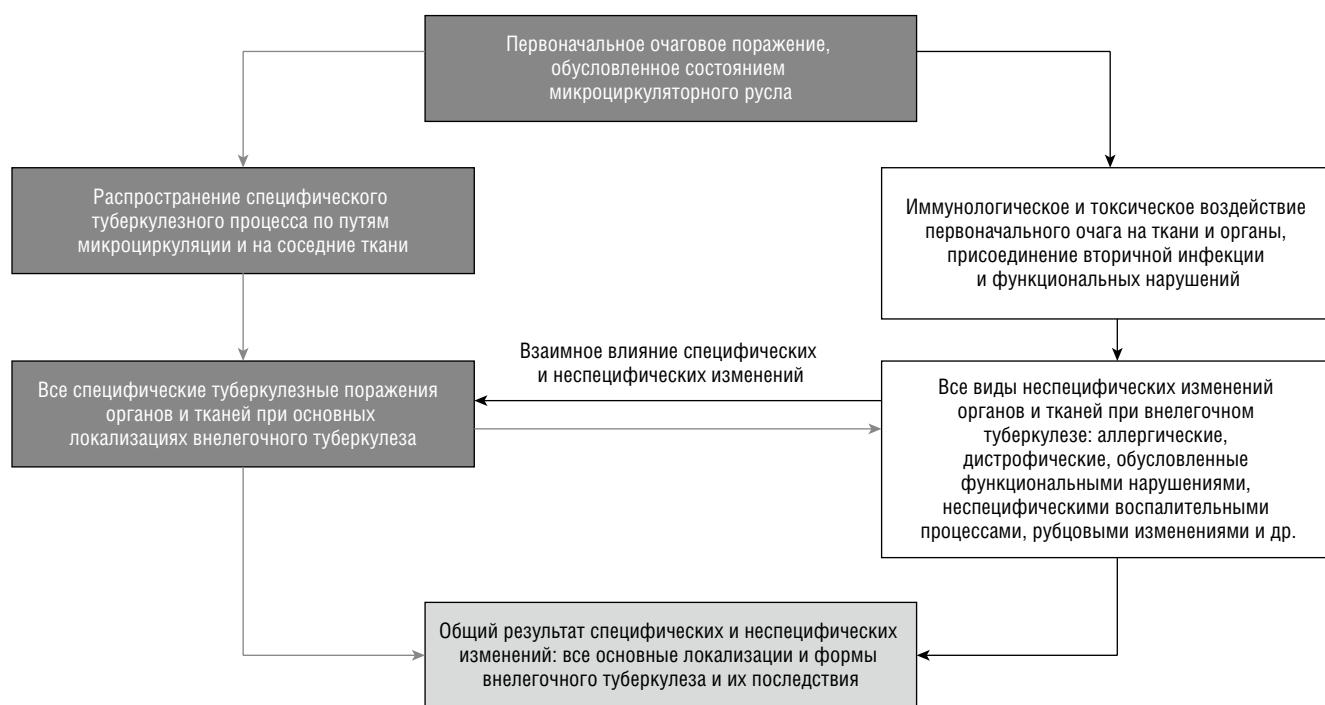 Первоначальное очаговое поражение,
обусловленное состоянием
микроциркуляторного русла
Распространение специфического
туберкулезного процесса по путям
микроциркуляции и на соседние ткани
Иммунологическое и токсическое воздействие
первоначального очага на ткани и органы,
присоединение вторичной инфекции
и функциональных нарушений
Взаимное влияние специфических
и неспецифических изменений
Все специфические туберкулезные поражения
органов и тканей при основных
локализациях внелегочного туберкулеза
Все виды неспецифических изменений
органов и тканей при внелегочном
туберкулезе: аллергические,
дистрофические, обусловленные
функциональными нарушениями,
неспецифическими воспалительными
процессами, рубцовыми изменениями и др.
Общий результат специфических и неспецифических
изменений: все основные локализации и формы
внелегочного туберкулеза и их последствия